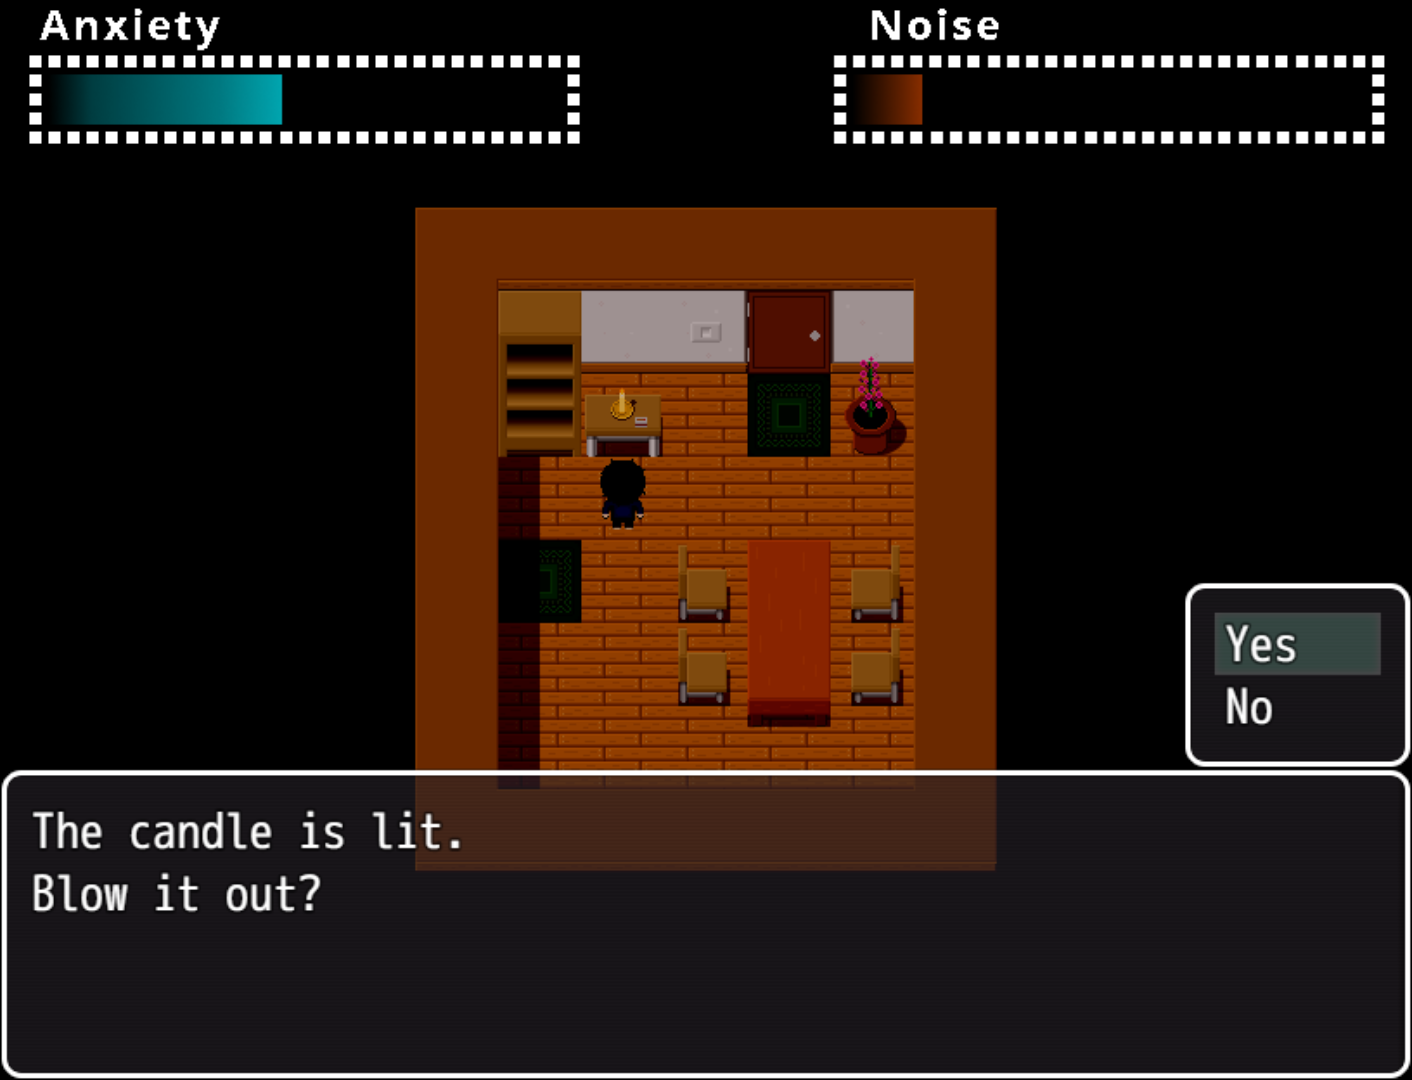 Anxiety
Noise
Yes
No
The candle is lit.
Blow it out?